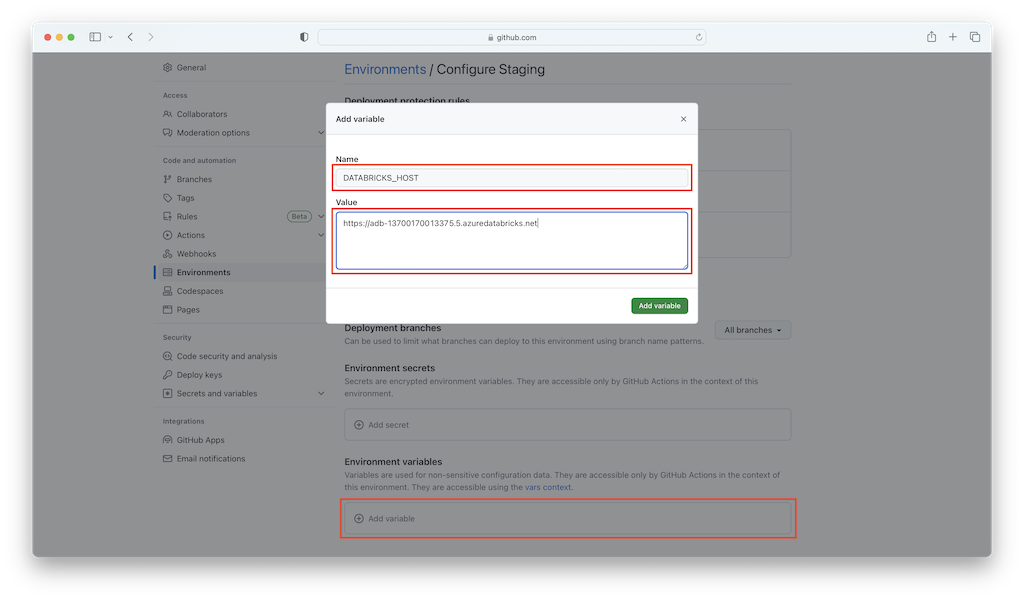 github.com
General
Access
Collaborators
Moderation options
Code and automation
Branches
Tags
Rules
Beta
Actions
Webhooks
Environments
Codespaces
Pages
Security
Code security and analysis
Deploy keys
Secrets and variables
Integrations
GitHub Apps
Email notifications
Environments / Configure Staging
Deployment protection rules
Add variable
Name
DATABRICKS_HOST
Value
https://adb-13700170013375.5.azuredatabricks.net
Add variable
Deployment branches
Can be used to limit what branches can deploy to this environment using branch name patterns.
All branches
Environment secrets
Secrets are encrypted environment variables. They are accessible only by GitHub Actions in the context of this
environment.
Add secret
Environment variables
Variables are used for non-sensitive configuration data. They are accessible only by GitHub Actions in the context of
this environment. They are accessible using the vars context.
Add variable